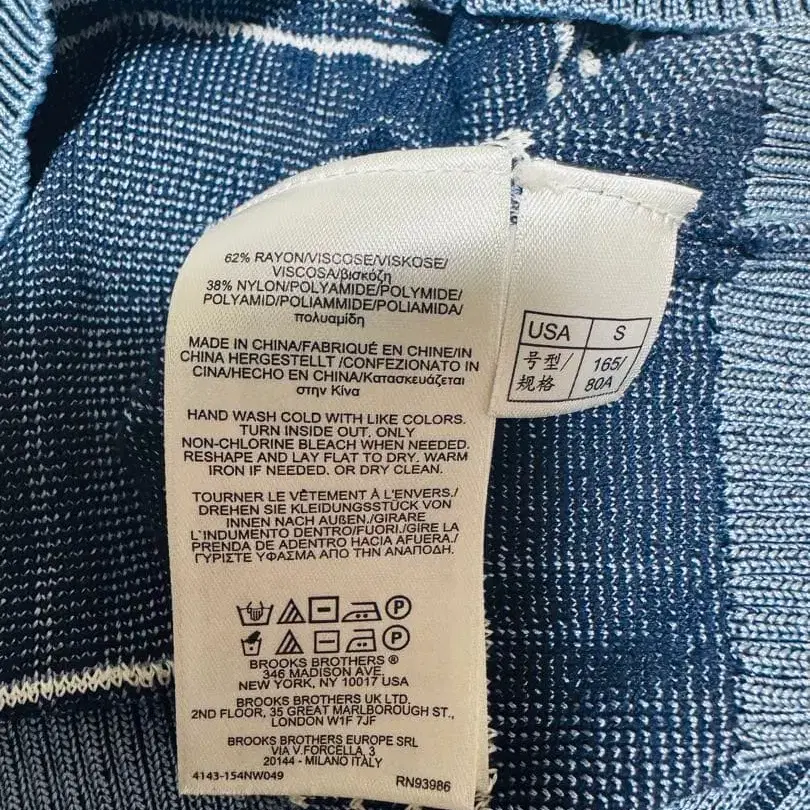 62% RAYON/VISCOSE/VISKOSE/
VISCOSA/βισκόζη
38% NYLON/POLYAMIDE/POLYMIDE/
POLYAMID/POLIAMMIDE/POLIAMIDA/
πολυαμίδη
MADE IN CHINA/FABRIQUÉ EN CHINE/IN
CHINA HERGESTELLT /CONFEZIONATO IN
CINA/HECHO EN CHINA/Κατασκευάζεται
στην Κίνα
HAND WASH COLD WITH LIKE COLORS.
TURN INSIDE OUT. ONLY
NON-CHLORINE BLEACH WHEN NEEDED.
RESHAPE AND LAY FLAT TO DRY. WARM
IRON IF NEEDED. OR DRY CLEAN.
TOURNER LE VÊTEMENT À L'ENVERS./
DREHEN SIE KLEIDUNGSSTÜCK VON
INNEN NACH AUßEN./GIRARE
L`INDUMENTO DENTRO/FUORI./GIRE LA
PRENDA DE ADENTRO HACIA AFUERA./
ΓΥΡΙΣΤΕ ΥΦΑΣΜΑ ΑΠΟ ΤΗΝ ΑΝΑΠΟΔΗ.
P
P
BROOKS BROTHERS ®
346 MADISON AVE.
NEW YORK, NY 10017 USA
BROOKS BROTHERS UK LTD.
2ND FLOOR, 35 GREAT MARLBOROUGH ST.,
LONDON W1F 7JF
BROOKS BROTHERS EUROPE SRL
VIA V.FORCELLA, 3
20144 - MILANO ITALY
4143-154NW049 RN93986
USA S
号型/ 165/
规格 80A